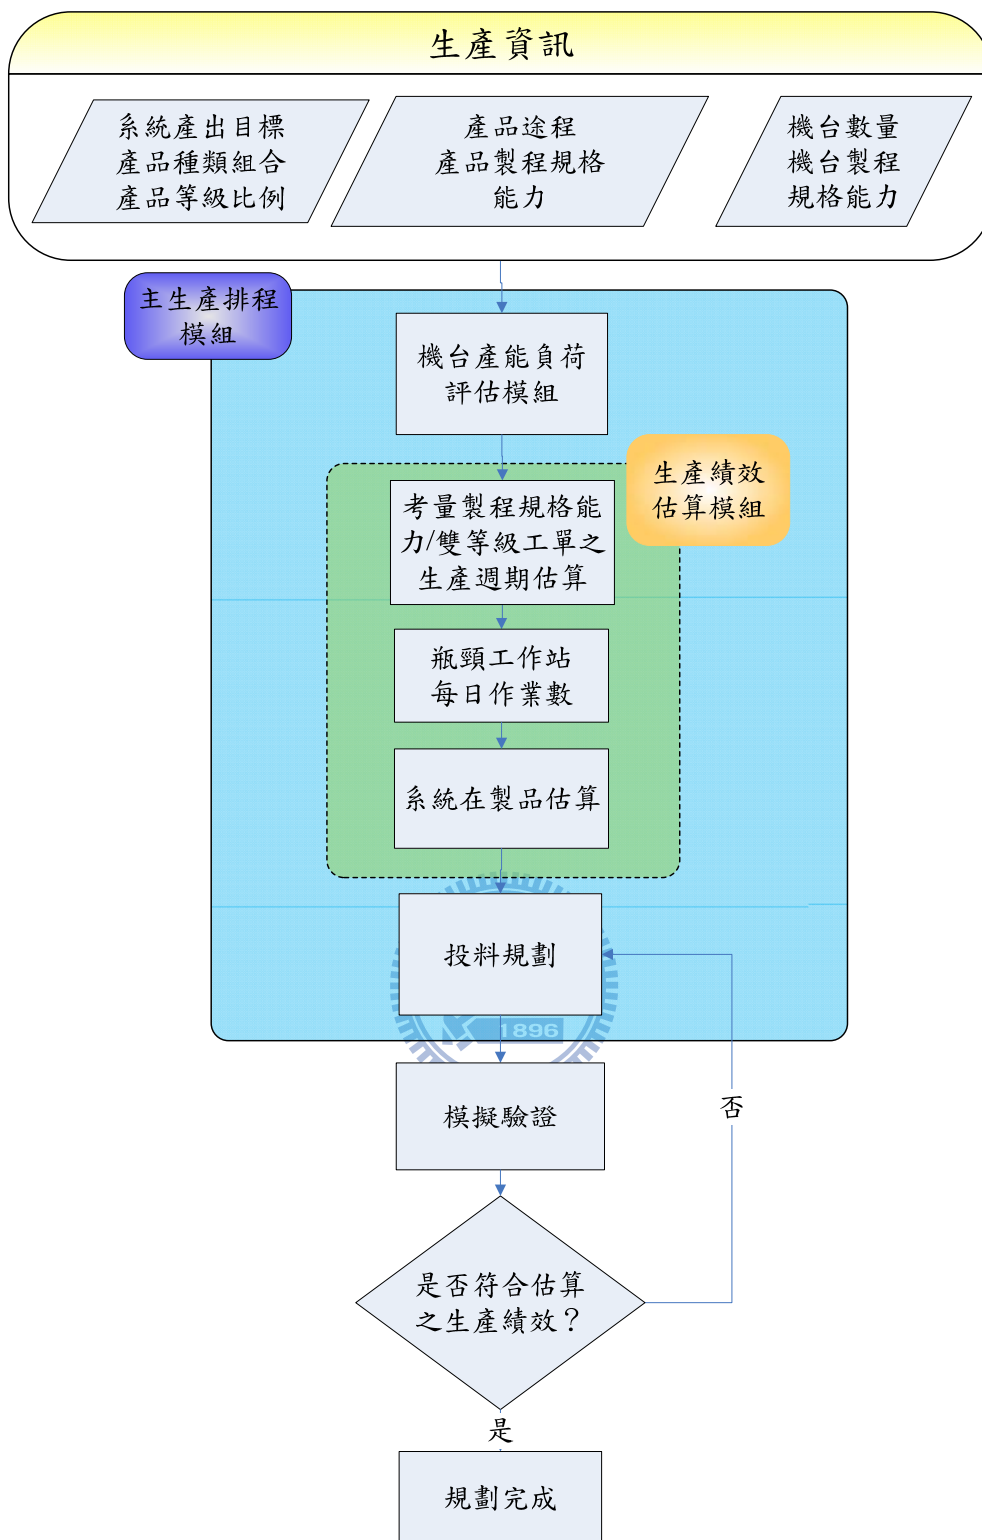 生產資訊
系統產出目標
產品種類組合
產品等級比例
產品途程
產品製程規格
能力
機台數量
機台製程
規格能力
主生產排程
模組
機台產能負荷
評估模組
生產績效
估算模組
考量製程規格能
力/雙等級工單之
生產週期估算
瓶頸工作站
每日作業數
系統在製品估算
投料規劃
1896
模擬驗證
否
是否符合估算
之生產績效？
是
規劃完成